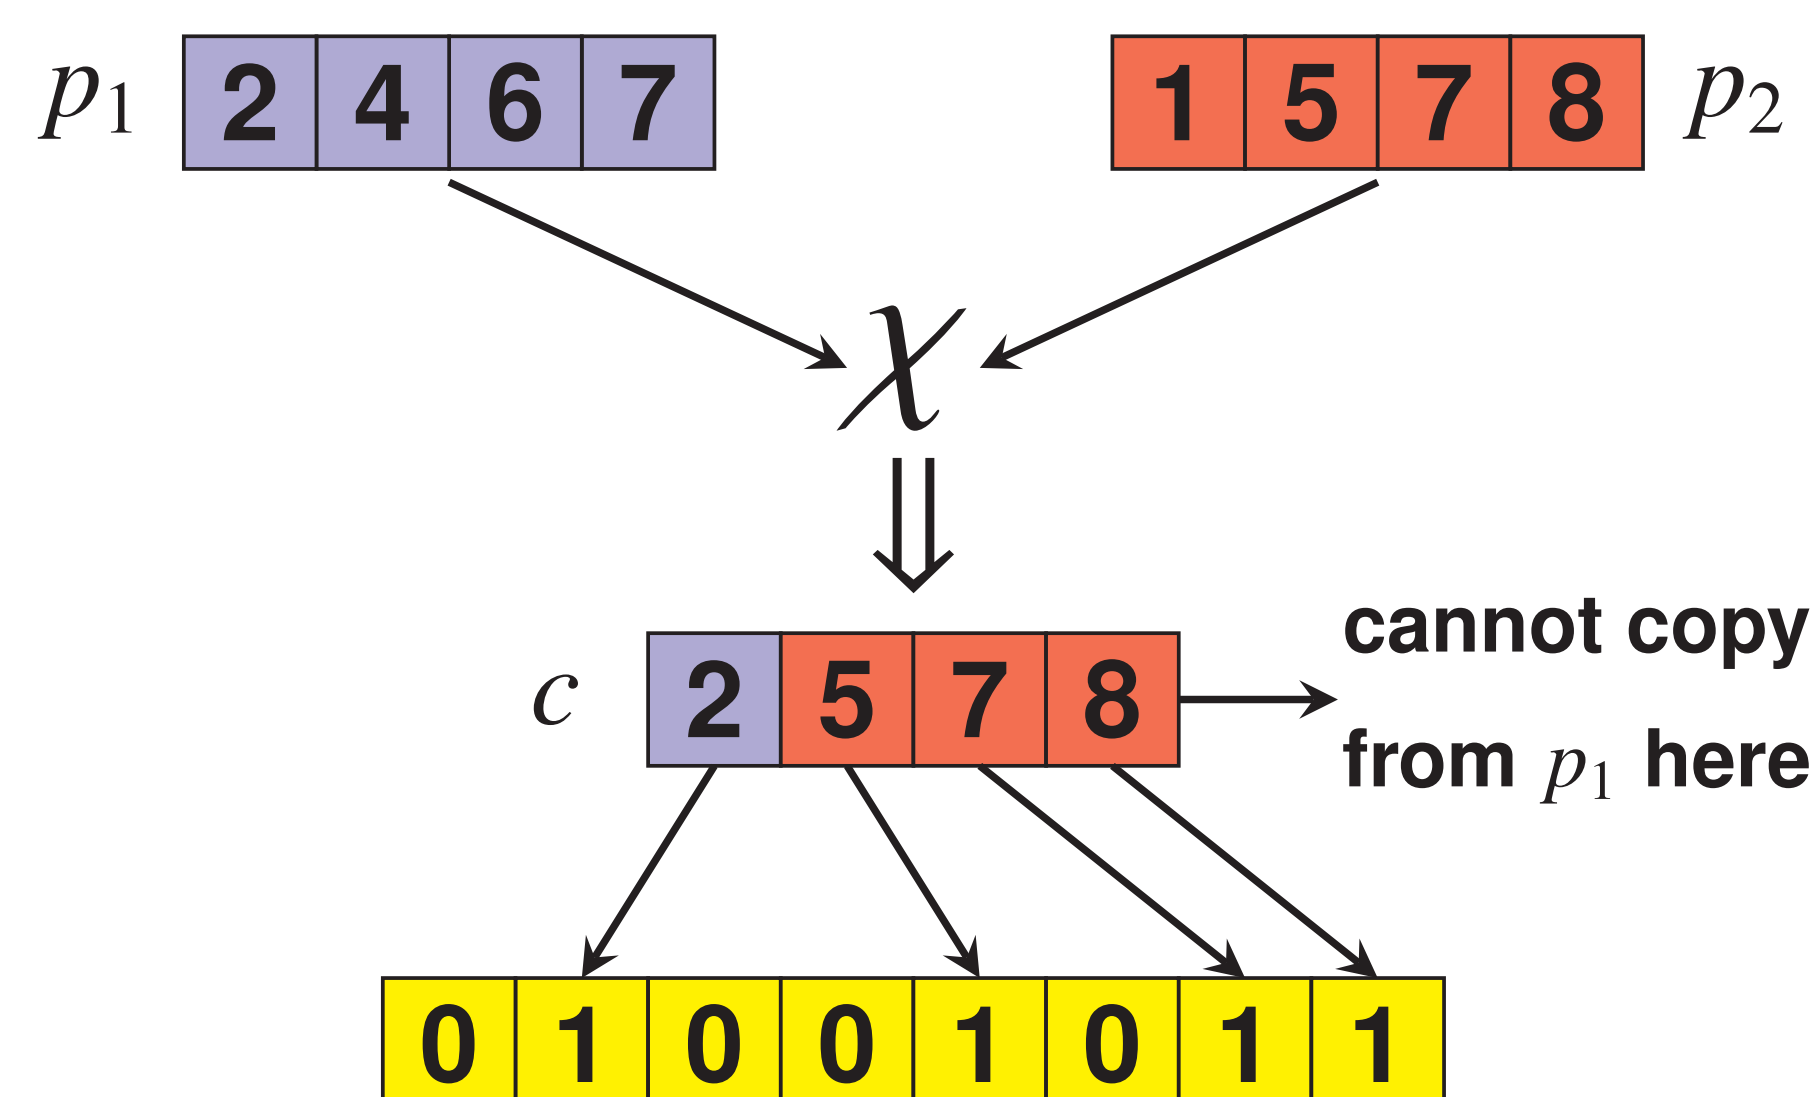 p₁ 2 4 6 7 1 5 7 8 p₂
χ
c 2 5 7 8
cannot copy
from p₁ here
0 1 0 0 1 0 1 1